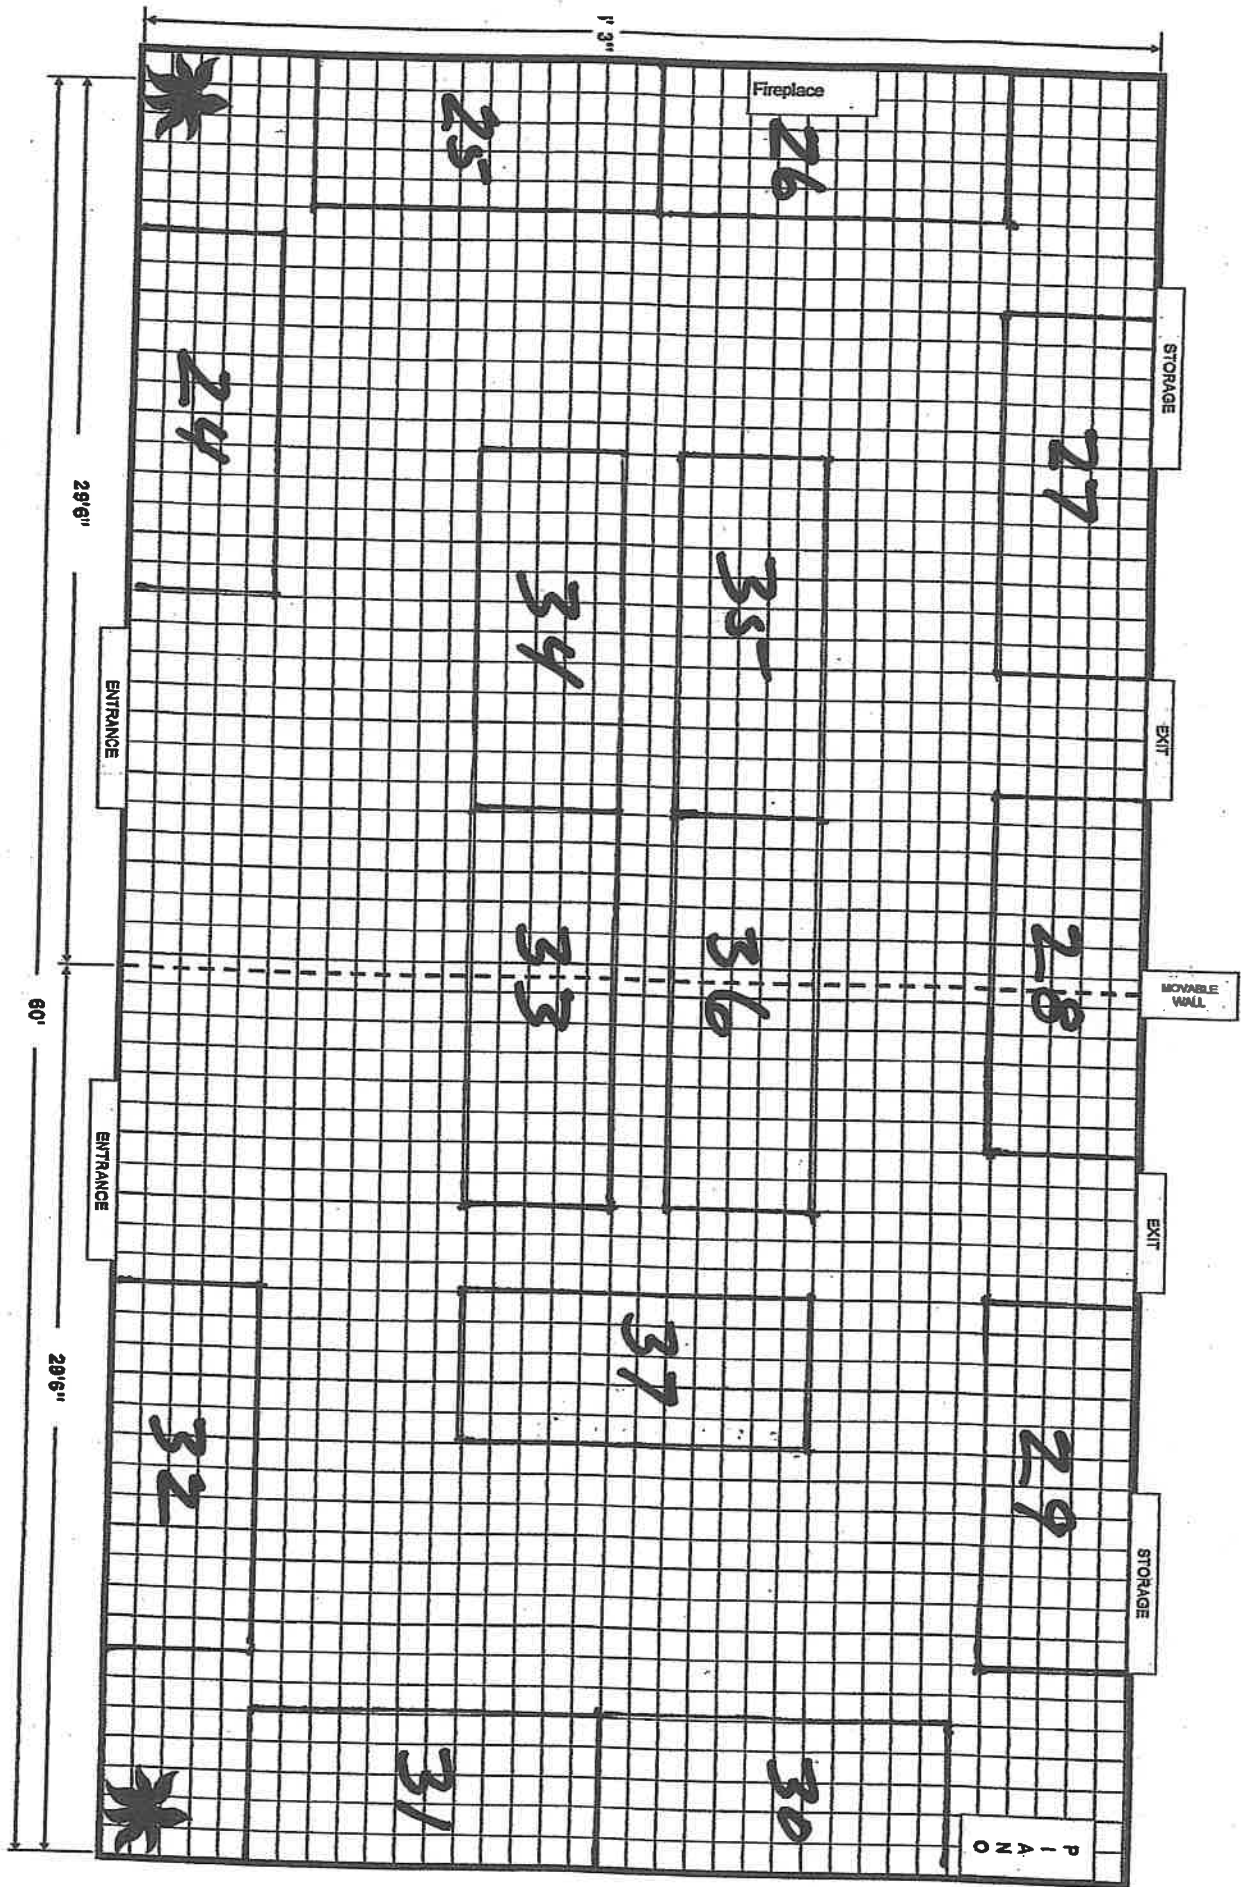 1' 3"
Fireplace
25
26
STORAGE
27
24
35
34
29'6"
EXIT
ENTRANCE
28
36
33
MOVABLE
WALL
60'
EXIT
ENTRANCE
37
29'6"
32
29
STORAGE
31
30
PIANO